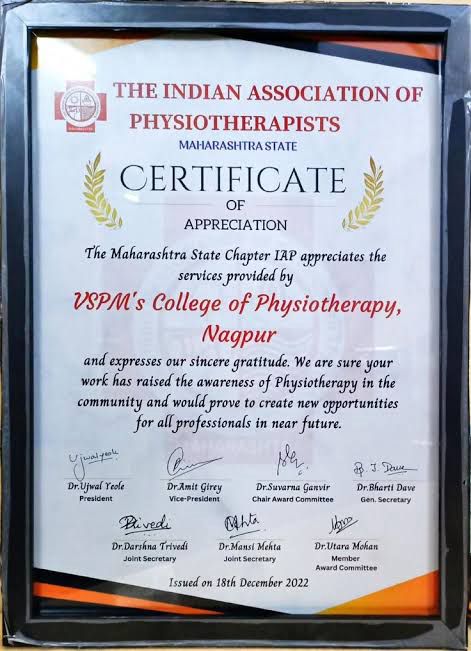 THE INDIAN ASSOCIATION OF
PHYSIOTHERAPISTS
MAHARASHTRA STATE
CERTIFICATE
OF
APPRECIATION
The Maharashtra State Chapter IAP appreciates the
services provided by
VSPM's College of Physiotherapy,
Nagpur
and expresses our sincere gratitude. We are sure your
work has raised the awareness of Physiotherapy in the
community and would prove to create new opportunities
for all professionals in near future.
Ujwal Yeole
B. J. Dave
Dr.Ujwal Yeole Dr.Amit Girey Dr.Suvarna Ganvir Dr.Bharti Dave
President Vice-President Chair Award Committee Gen. Secretary
Dr.Darshna Trivedi Dr.Mansi Mehta Dr.Utara Mohan
Joint Secretary Joint Secretary Member
Award Committee
Issued on 18th December 2022